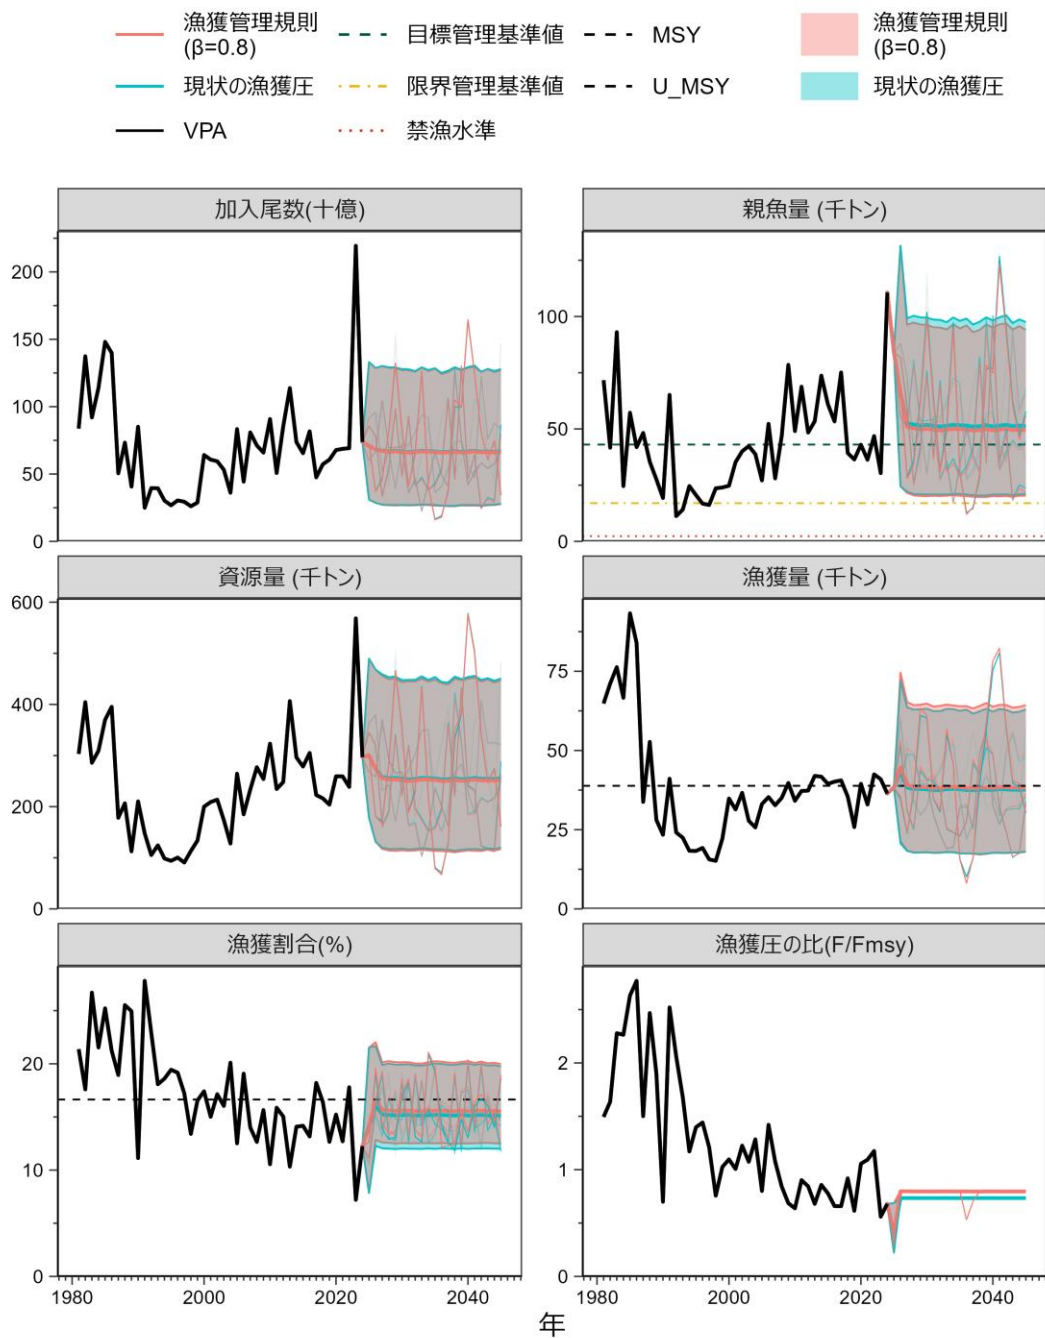 漁獲管理規則
(β=0.8)
目標管理基準値
MSY
漁獲管理規則
(β=0.8)
現状の漁獲圧
限界管理基準値
U_MSY
現状の漁獲圧
VPA
禁漁水準
加入尾数(十億)
200
150
100
50
0
親魚量 (千トン)
100
50
0
資源量 (千トン)
600
400
200
0
漁獲量 (千トン)
75
50
25
0
漁獲割合(%)
20
10
0
1980
2000
2020
2040
漁獲圧の比(F/Fmsy)
2
1
0
1980
2000
2020
2040
年